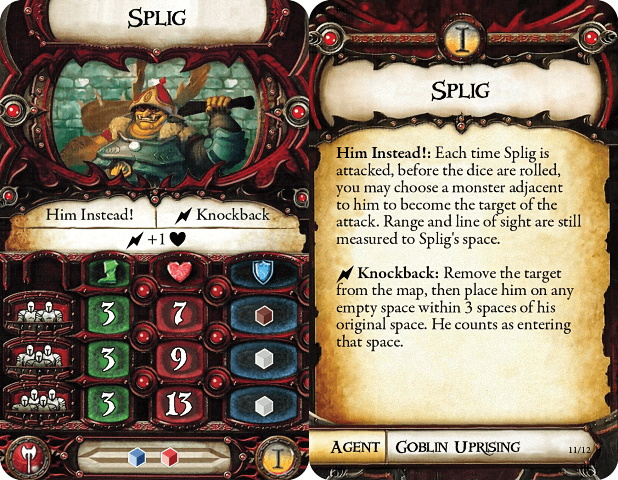 SPLIG
Him Instead!
Knockback
+1
3 7
3 9
3 13
I
I
SPLIG
Him Instead!: Each time Splig is
attacked, before the dice are rolled,
you may choose a monster adjacent
to him to become the target of the
attack. Range and line of sight are still
measured to Splig's space.
Knockback: Remove the target
from the map, then place him on any
empty space within 3 spaces of his
original space. He counts as entering
that space.
AGENT GOBLIN UPRISING 11/12